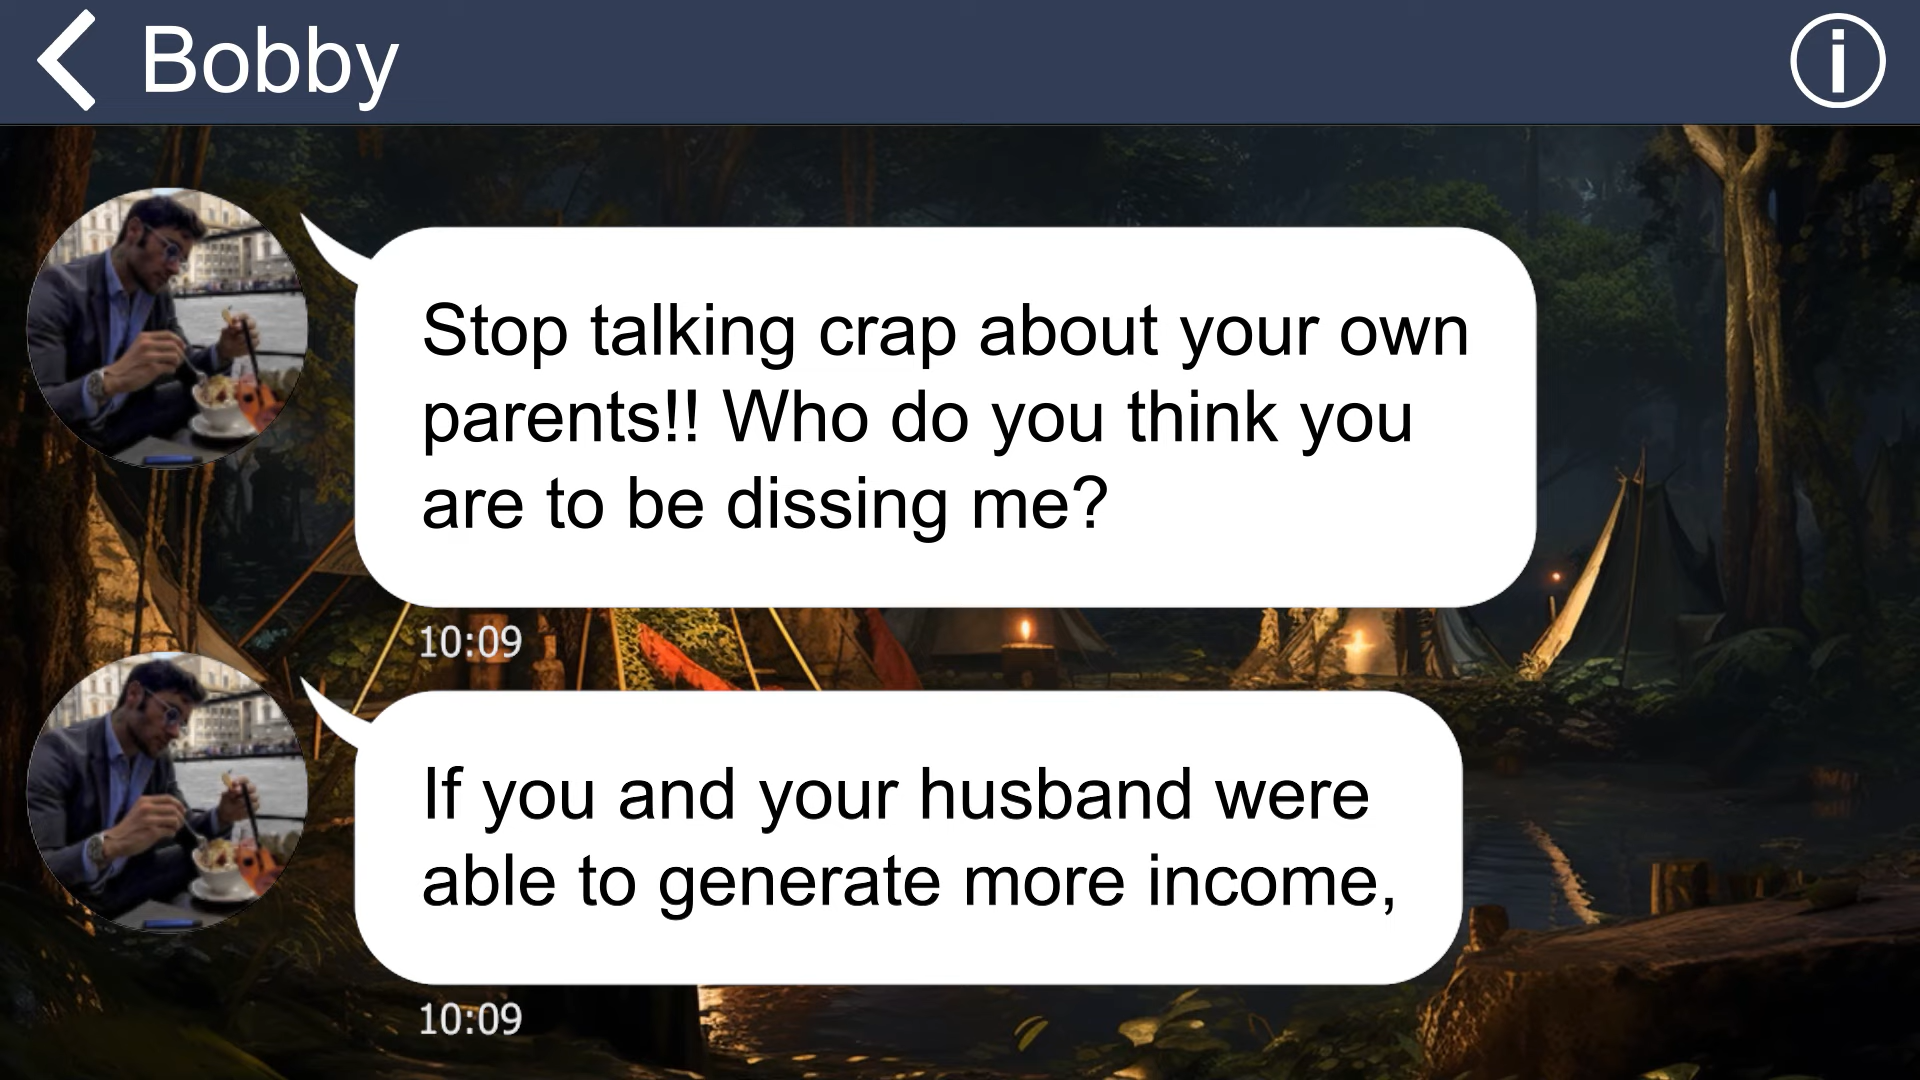 Bobby
Stop talking crap about your own
parents!! Who do you think you
are to be dissing me?
10:09
If you and your husband were
able to generate more income,
10:09